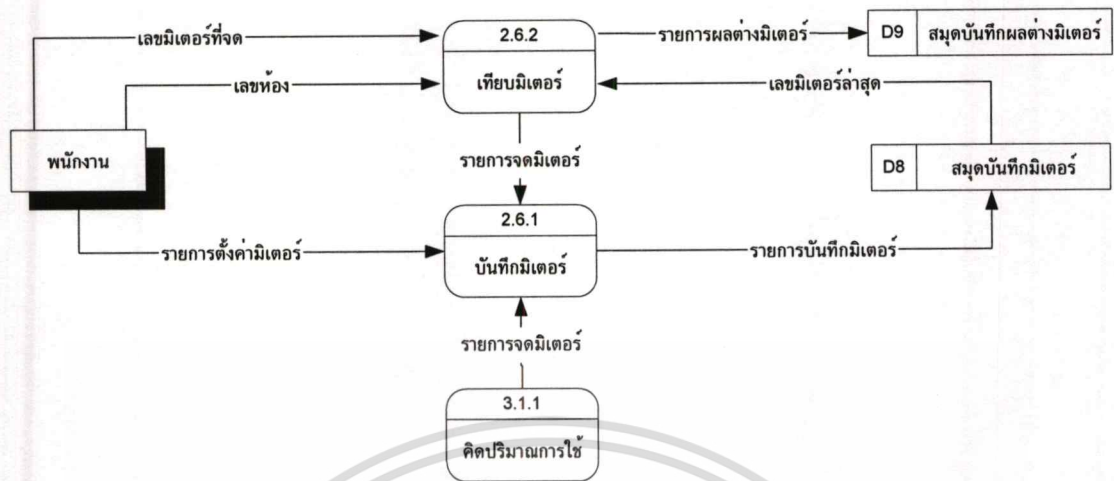 เลขมิเตอร์ที่จด
2.6.2
รายการผลต่างมิเตอร์
D9 สมุดบันทึกผลต่างมิเตอร์
เลขห้อง
เทียบมิเตอร์
เลขมิเตอร์ล่าสุด
พนักงาน
รายการจดมิเตอร์
D8 สมุดบันทึกมิเตอร์
2.6.1
รายการตั้งค่ามิเตอร์
บันทึกมิเตอร์
รายการบันทึกมิเตอร์
รายการจดมิเตอร์
3.1.1
คิดปริมาณการใช้